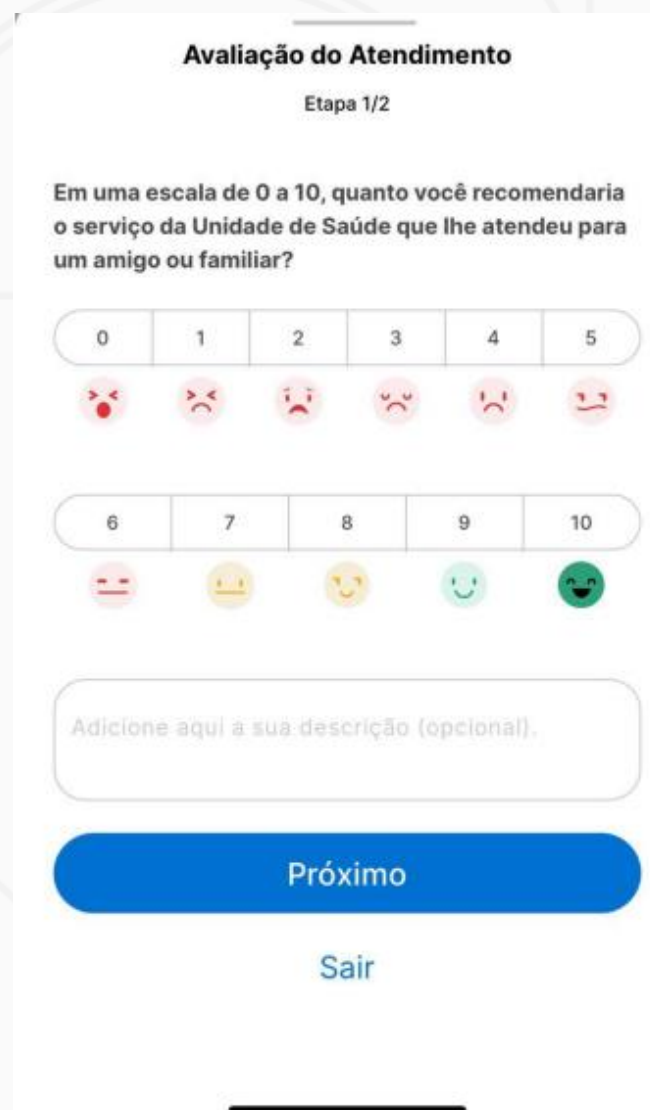 Avaliação do Atendimento
Etapa 1/2
Em uma escala de 0 a 10, quanto você recomendaria
o serviço da Unidade de Saúde que lhe atendeu para
um amigo ou familiar?
0 1 2 3 4 5
6 7 8 9 10
Adicione aqui a sua descrição (opcional).
Próximo
Sair